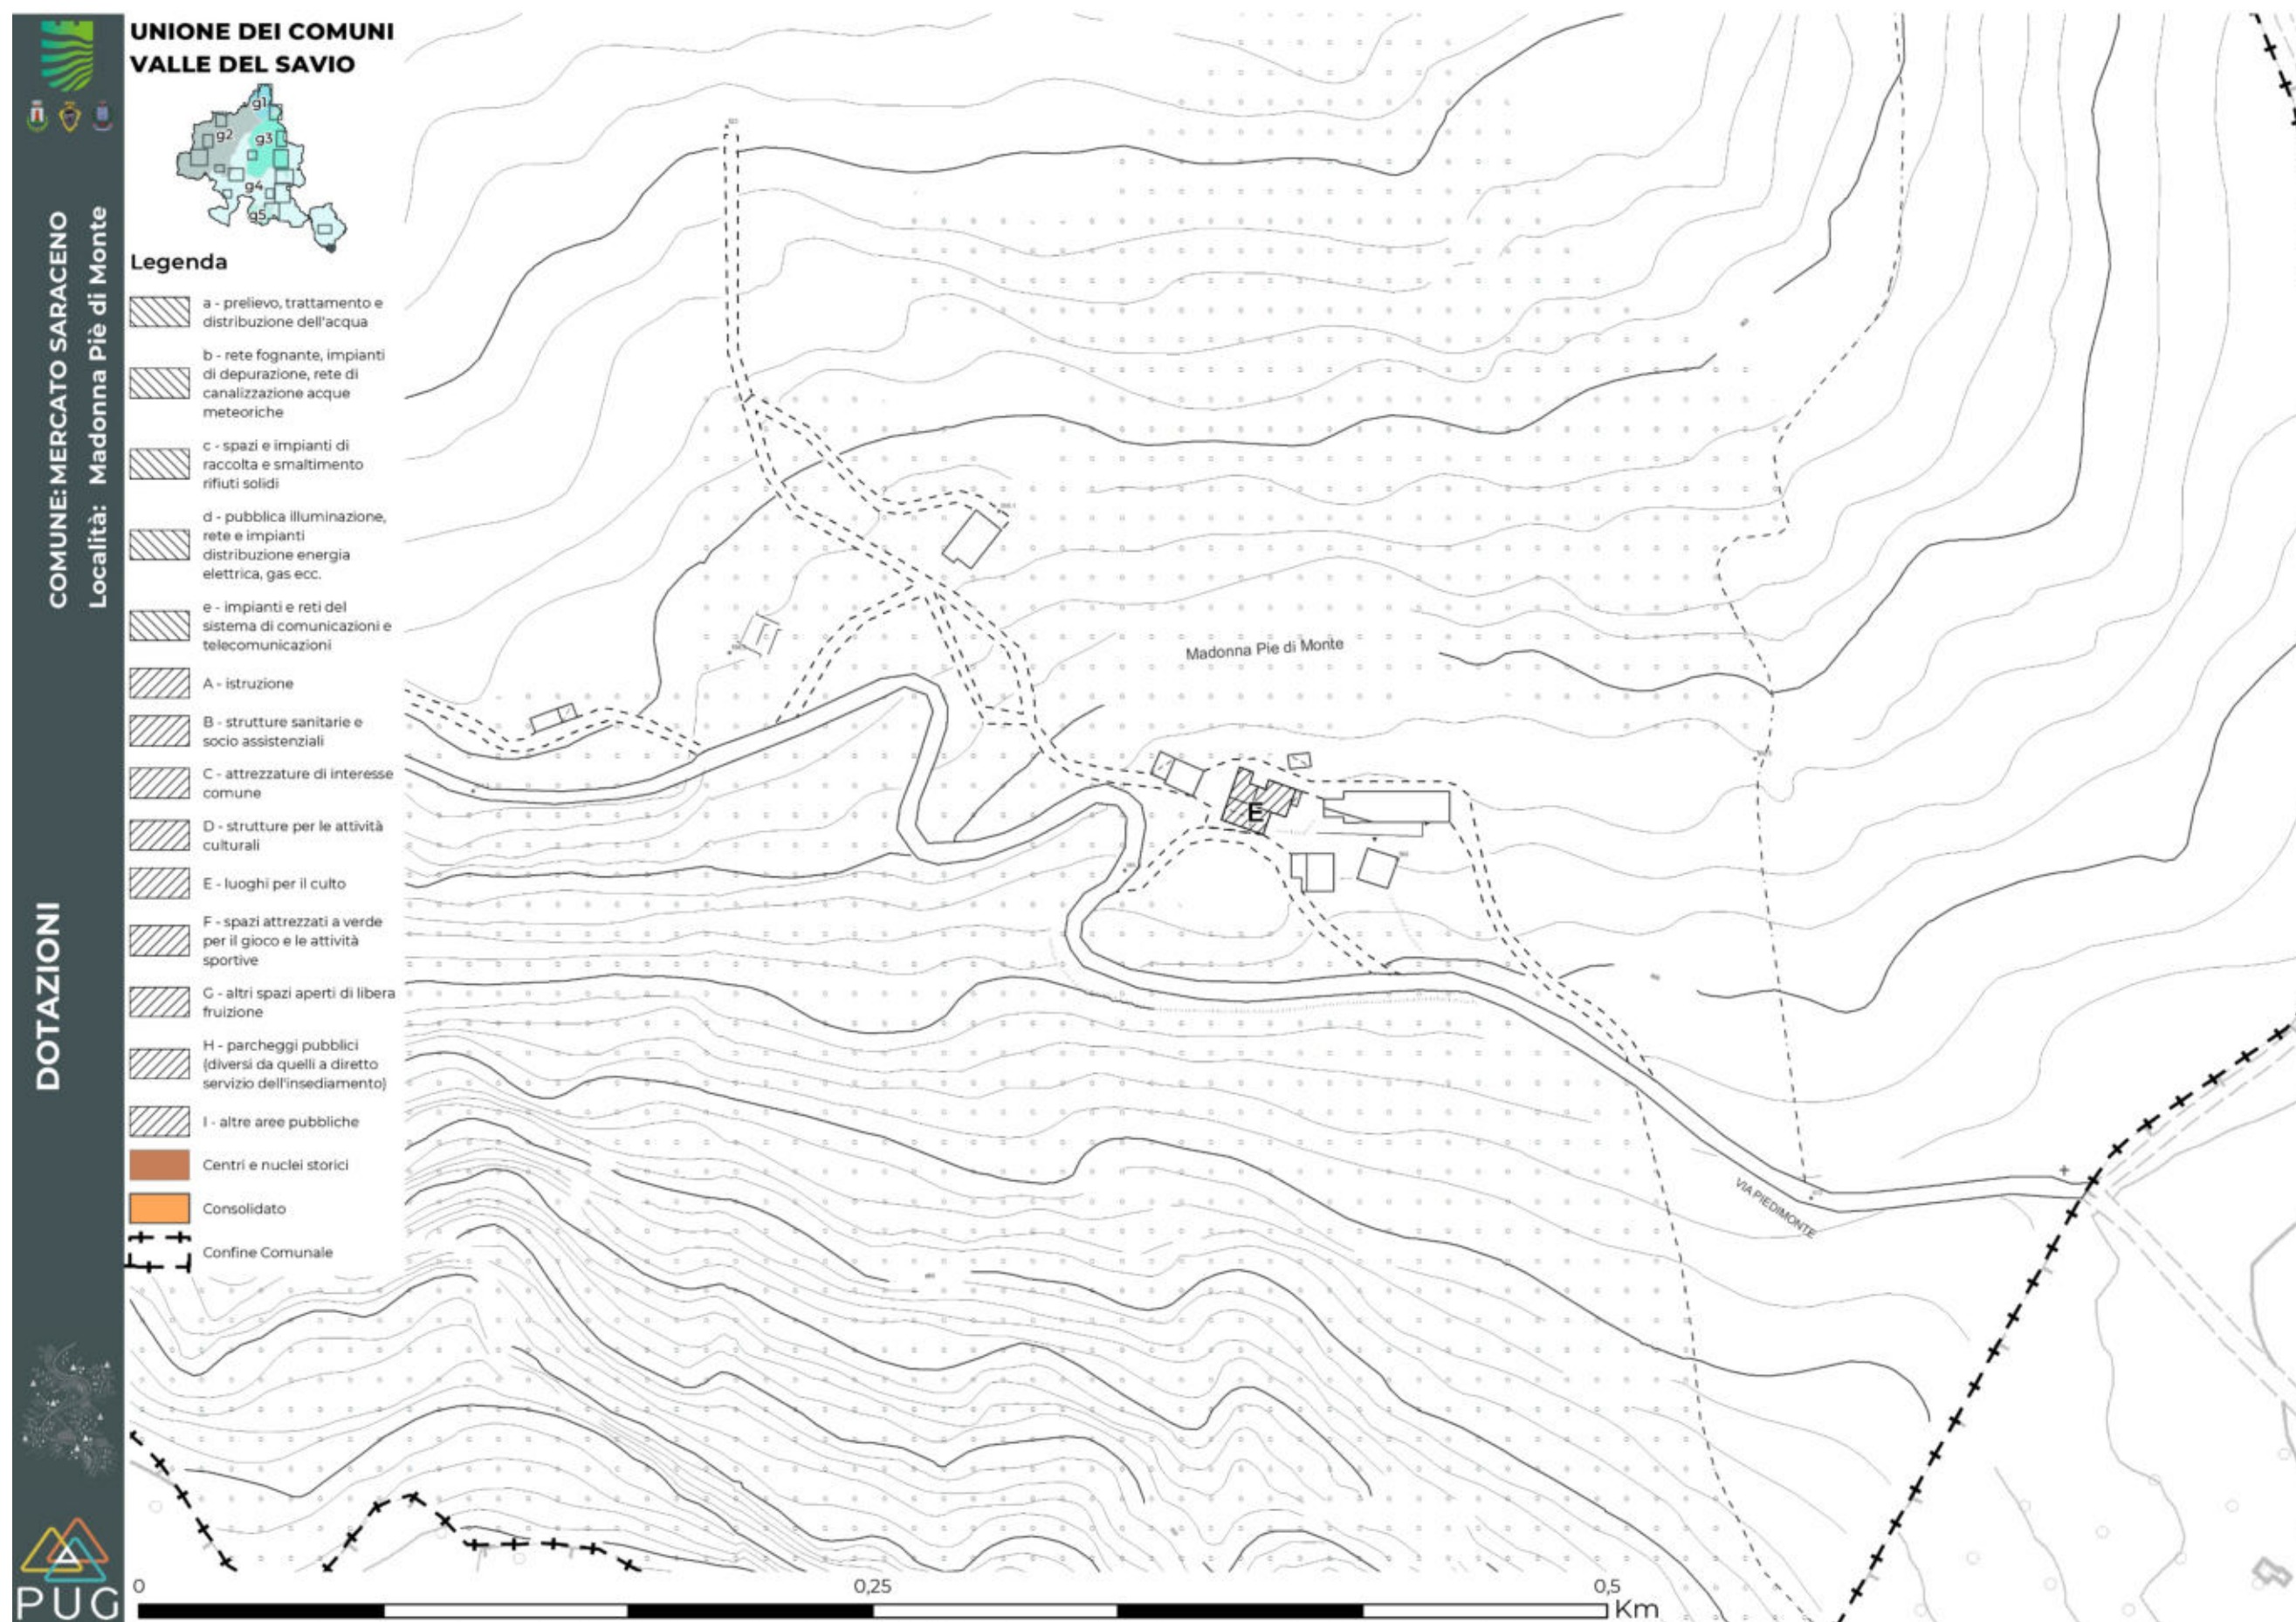 UNIONE DEI COMUNI
VALLE DEL SAVIO
g1
g2
g3
g4
g5
COMUNE: MERCATO SARACENO
Località: Madonna Piè di Monte
DOTAZIONI
PUG
Legenda
a - prelievo, trattamento e
distribuzione dell'acqua
b - rete fognante, impianti
di depurazione, rete di
canalizzazione acque
meteoriche
c - spazi e impianti di
raccolta e smaltimento
rifiuti solidi
d - pubblica illuminazione,
rete e impianti
distribuzione energia
elettrica, gas ecc.
e - impianti e reti del
sistema di comunicazioni e
telecomunicazioni
A - istruzione
B - strutture sanitarie e
socio assistenziali
C - attrezzature di interesse
comune
D - strutture per le attività
culturali
E - luoghi per il culto
F - spazi attrezzati a verde
per il gioco e le attività
sportive
G - altri spazi aperti di libera
fruizione
H - parcheggi pubblici
(diversi da quelli a diretto
servizio dell'insediamento)
I - altre aree pubbliche
Centri e nuclei storici
Consolidato
Confine Comunale
Madonna Pie di Monte
E
VIA PIEDIMONTE
0
0,25
0,5
Km